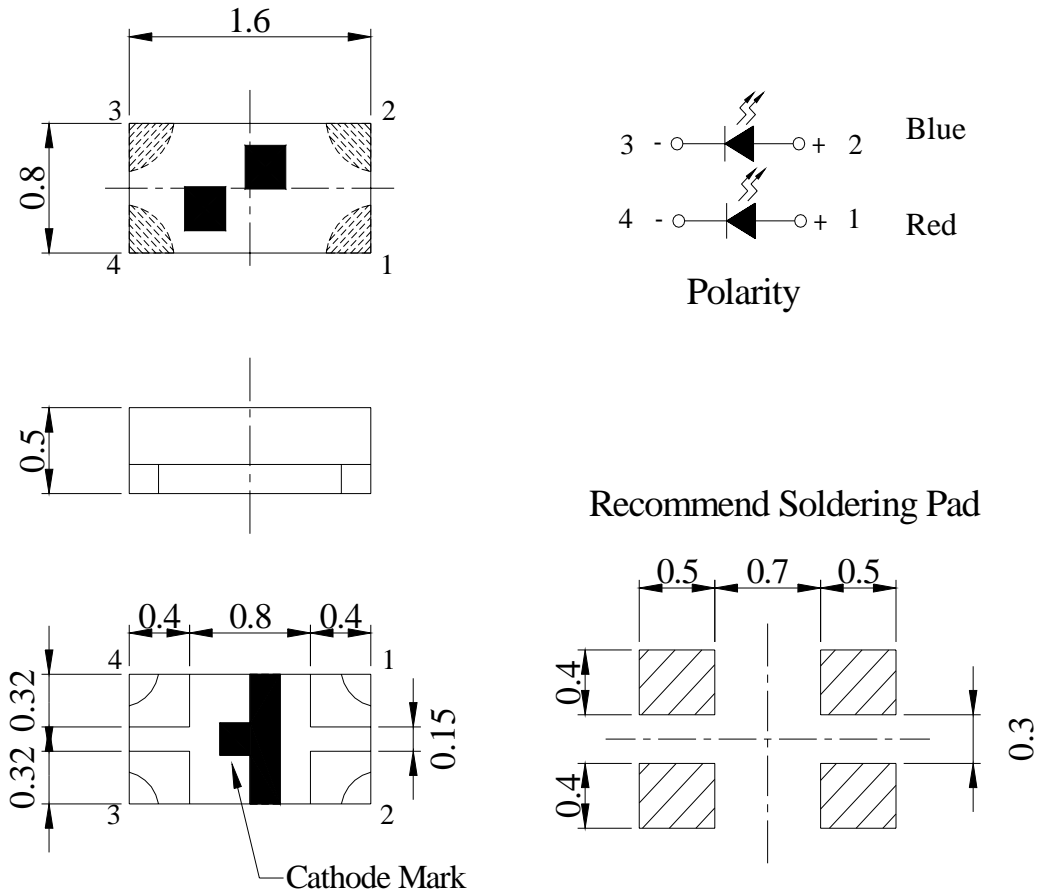 1.6
3 2
0.8
4 1
3 - + 2 Blue
4 - + 1 Red
Polarity
0.5
Recommend Soldering Pad
0.4 0.8 0.4
4 1
0.32
0.32
0.15
3 2
Cathode Mark
0.5 0.7 0.5
0.4
0.3
0.4